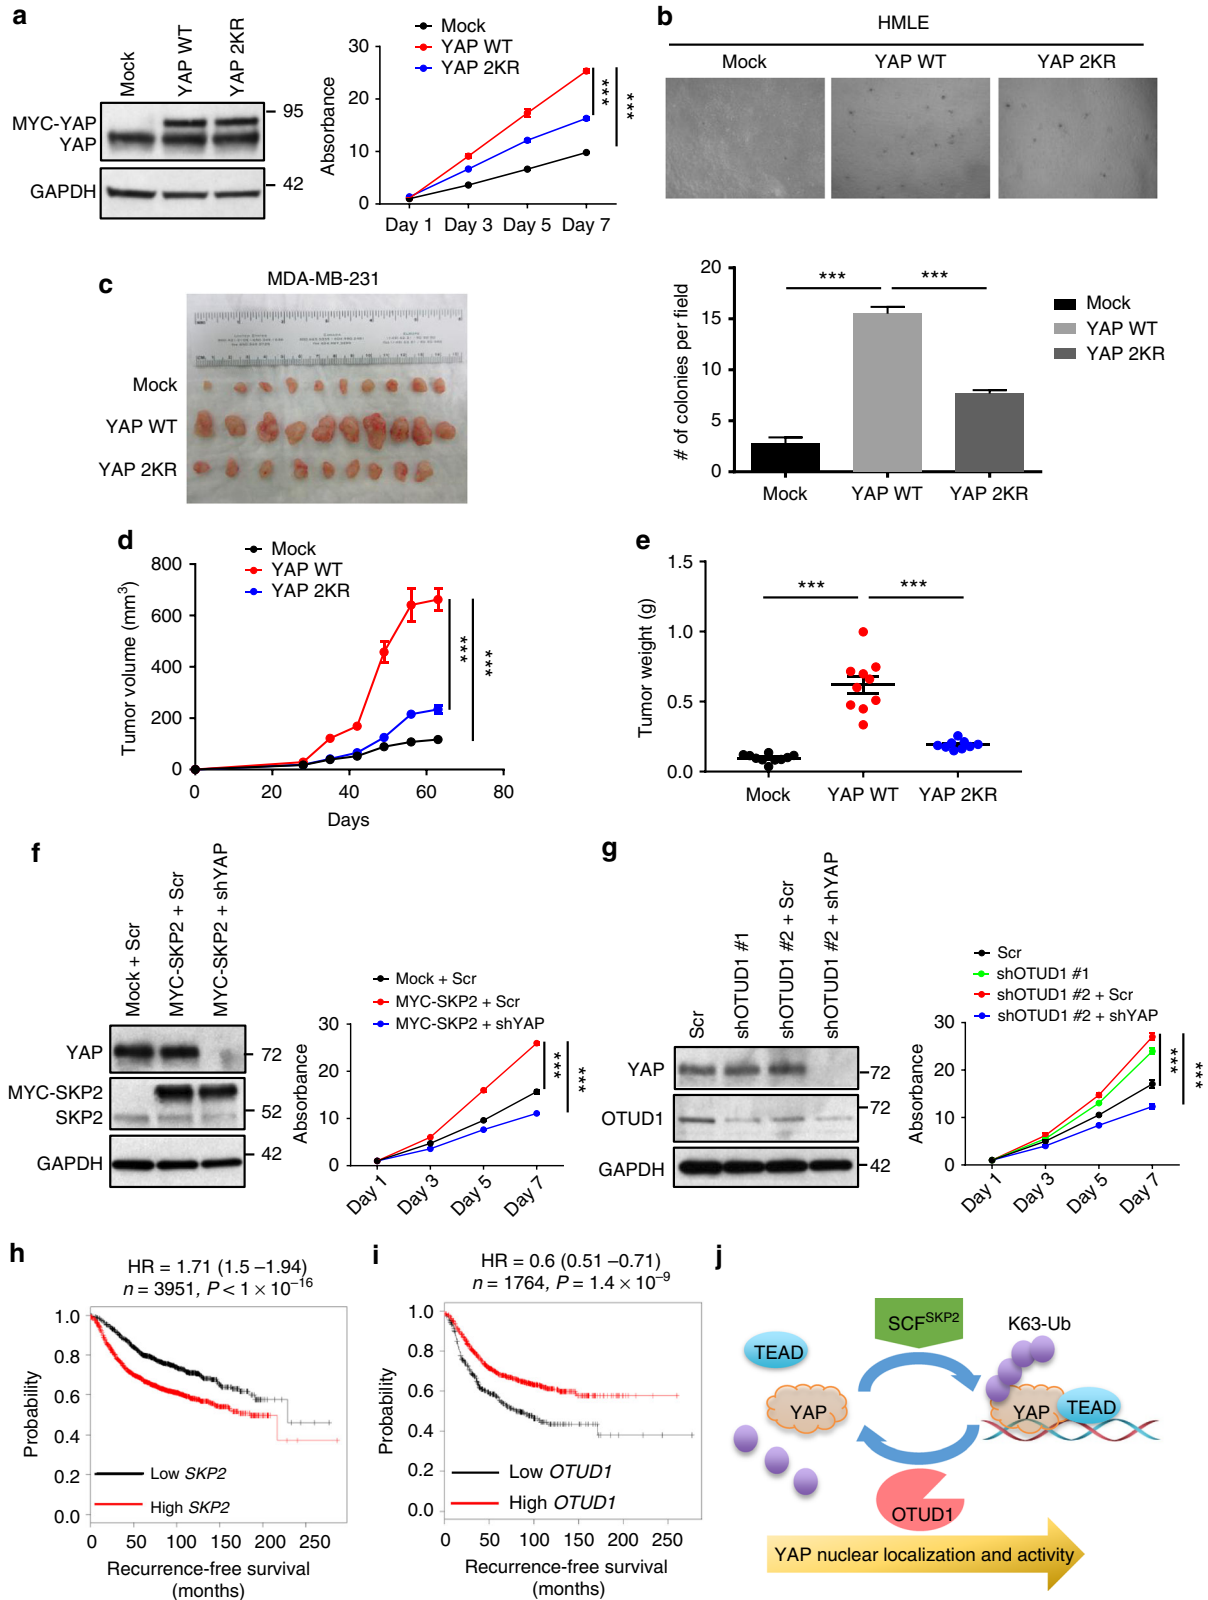 a
Mock
YAP WT
YAP 2KR
MYC-YAP
YAP
GAPDH
95
42
Mock
YAP WT
YAP 2KR
Absorbance
30
20
10
0
Day 1 Day 3 Day 5 Day 7
***
***
b
HMLE
Mock YAP WT YAP 2KR
# of colonies per field
20
15
10
5
0
*** ***
Mock YAP WT YAP 2KR
Mock
YAP WT
YAP 2KR
c
MDA-MB-231
Mock
YAP WT
YAP 2KR
d
Mock
YAP WT
YAP 2KR
Tumor volume (mm³)
800
600
400
200
0
0 20 40 60 80
Days
***
***
e
Tumor weight (g)
1.5
1.0
0.5
0.0
*** ***
Mock YAP WT YAP 2KR
f
Mock + Scr
MYC-SKP2 + Scr
MYC-SKP2 + shYAP
YAP
MYC-SKP2
SKP2
GAPDH
72
52
42
Mock + Scr
MYC-SKP2 + Scr
MYC-SKP2 + shYAP
Absorbance
30
20
10
0
Day 1 Day 3 Day 5 Day 7
***
***
g
Scr
shOTUD1 #1
shOTUD1 #2 + Scr
shOTUD1 #2 + shYAP
YAP
OTUD1
GAPDH
72
72
42
Scr
shOTUD1 #1
shOTUD1 #2 + Scr
shOTUD1 #2 + shYAP
Absorbance
30
20
10
0
Day 1 Day 3 Day 5 Day 7
***
***
h
HR = 1.71 (1.5 –1.94)
n = 3951, P < 1 × 10⁻¹⁶
Probability
1.0
0.8
0.6
0.4
0.2
0.0
Low SKP2
High SKP2
0 50 100 150 200 250
Recurrence-free survival
(months)
i
HR = 0.6 (0.51 –0.71)
n = 1764, P = 1.4 × 10⁻⁹
Probability
1.0
0.8
0.6
0.4
0.2
0.0
Low OTUD1
High OTUD1
0 50 100 150 200 250
Recurrence-free survival
(months)
j
SCF^SKP2
K63-Ub
TEAD
YAP
YAP
TEAD
OTUD1
YAP nuclear localization and activity